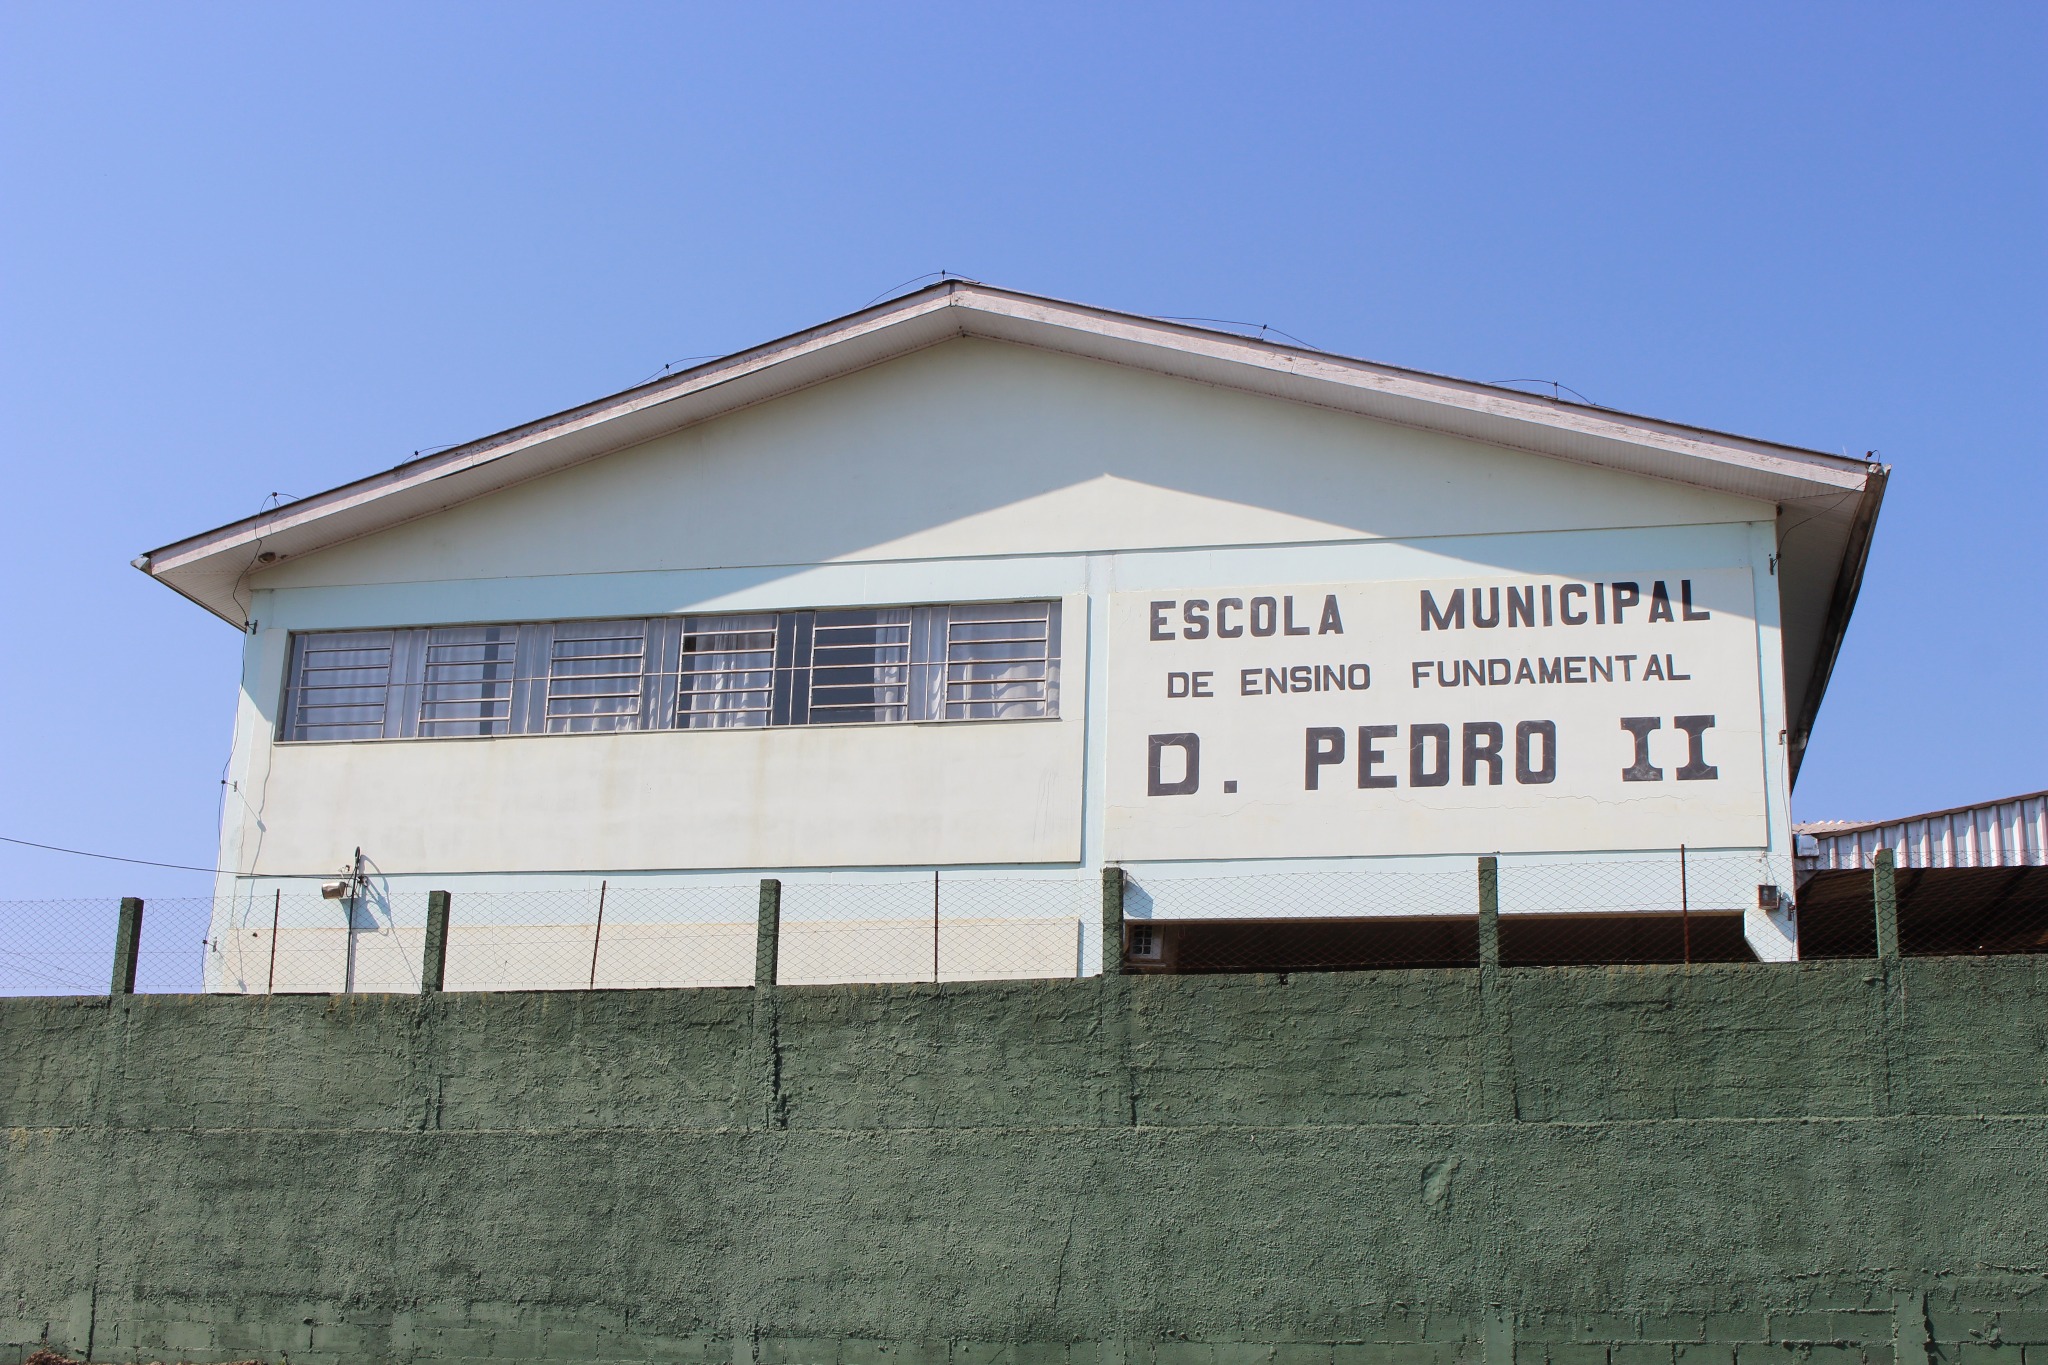 ESCOLA MUNICIPAL
DE ENSINO FUNDAMENTAL
D. PEDRO II